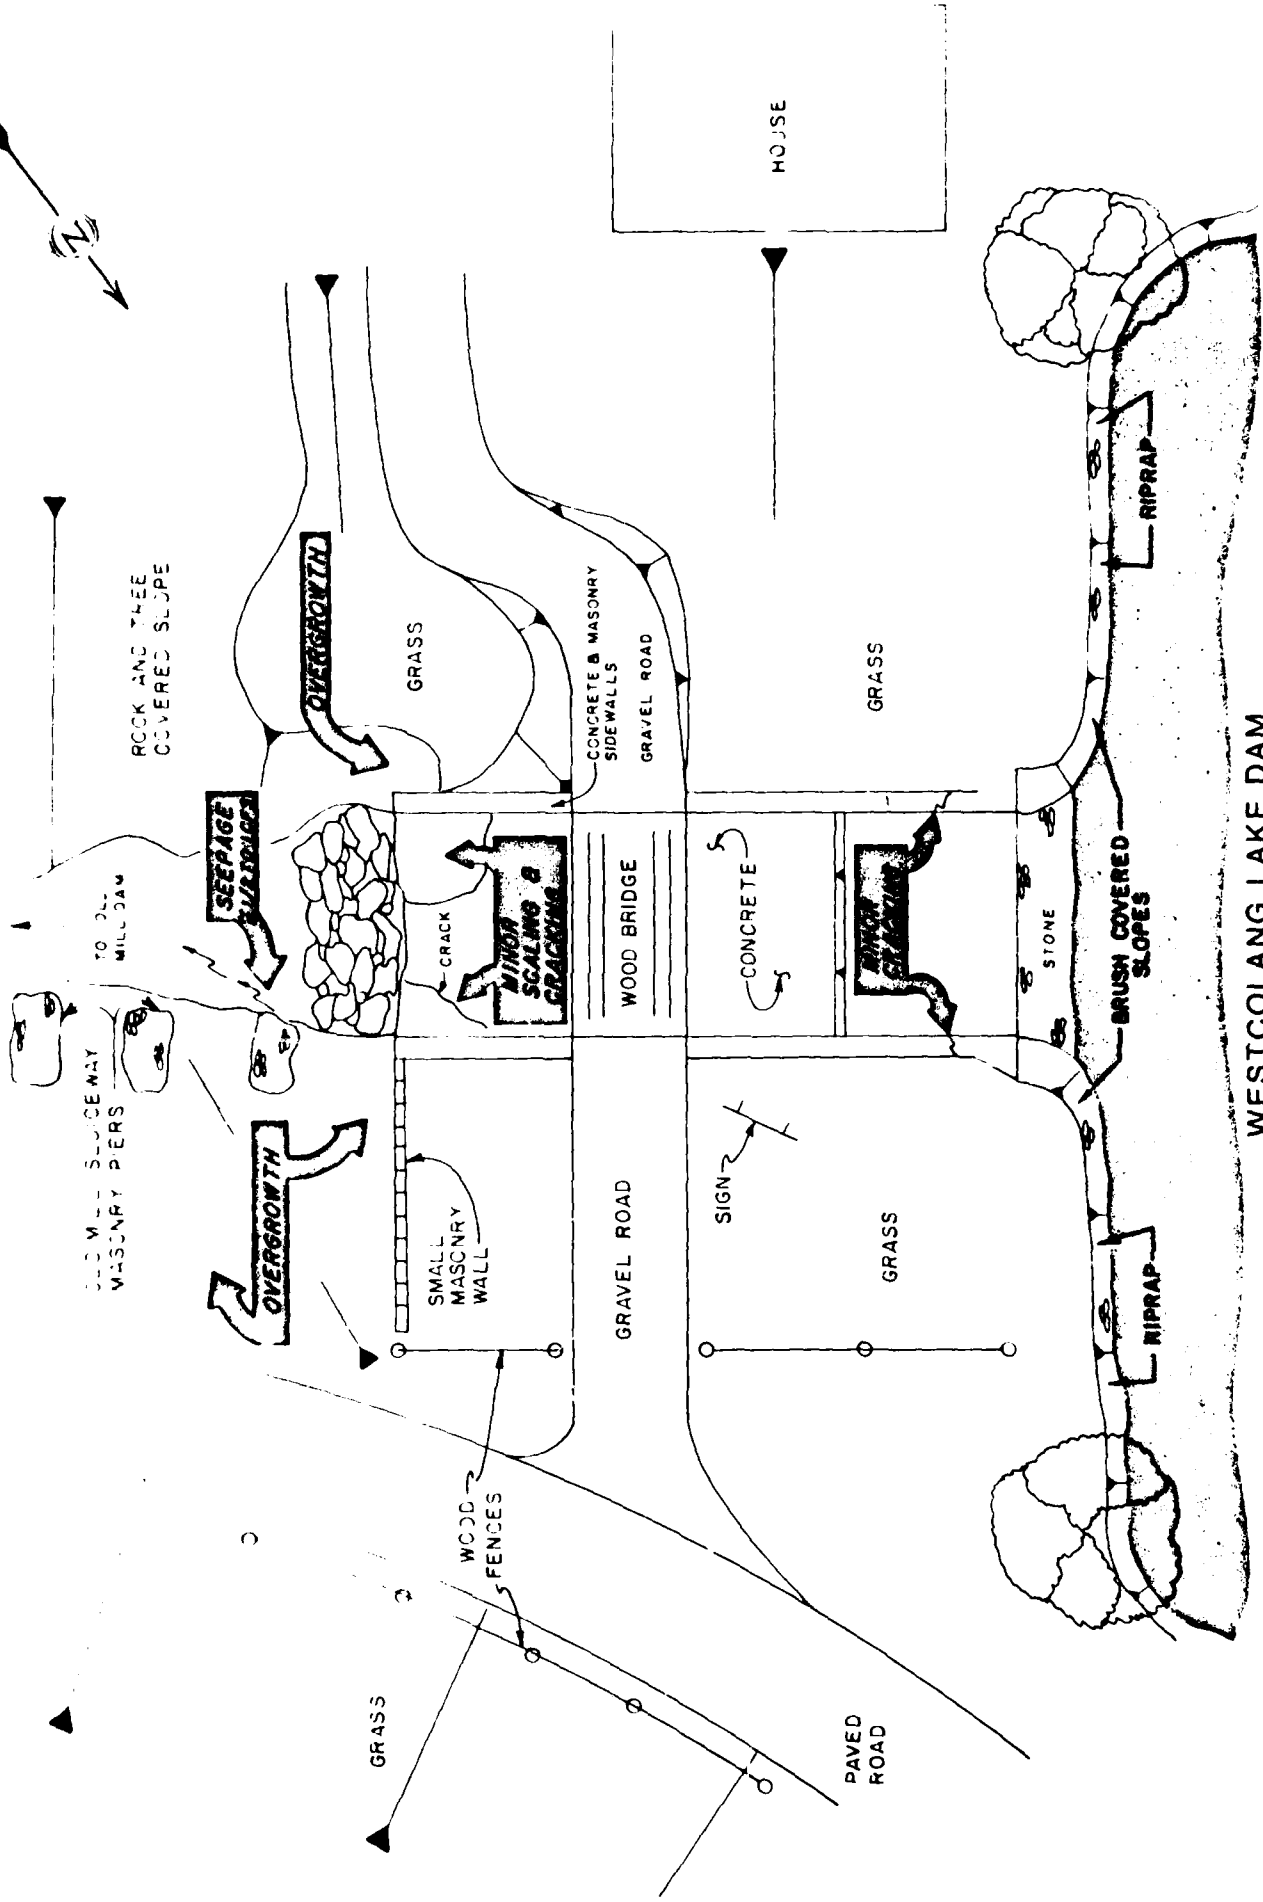 OVERGROWTH
MASONRY PIERS
TO OLD
MILL DAM
SEEPAGE
ROCK AND TREE
COVERED SLOPE
OVERGROWTH
GRASS
WOOD
FENCES
SMALL
MASONRY
WALL
CRACK
MINOR
SCALING &
CRACKING
GRASS
CONCRETE & MASONRY
SIDEWALLS
GRAVEL ROAD
WOOD BRIDGE
GRAVEL ROAD
HOUSE
SIGN
CONCRETE
PAVED
ROAD
GRASS
MINOR
CRACKING
GRASS
STONE
RIPRAP
BRUSH COVERED
SLOPES
RIPRAP
WESTCOLANG LAKE DAM
N